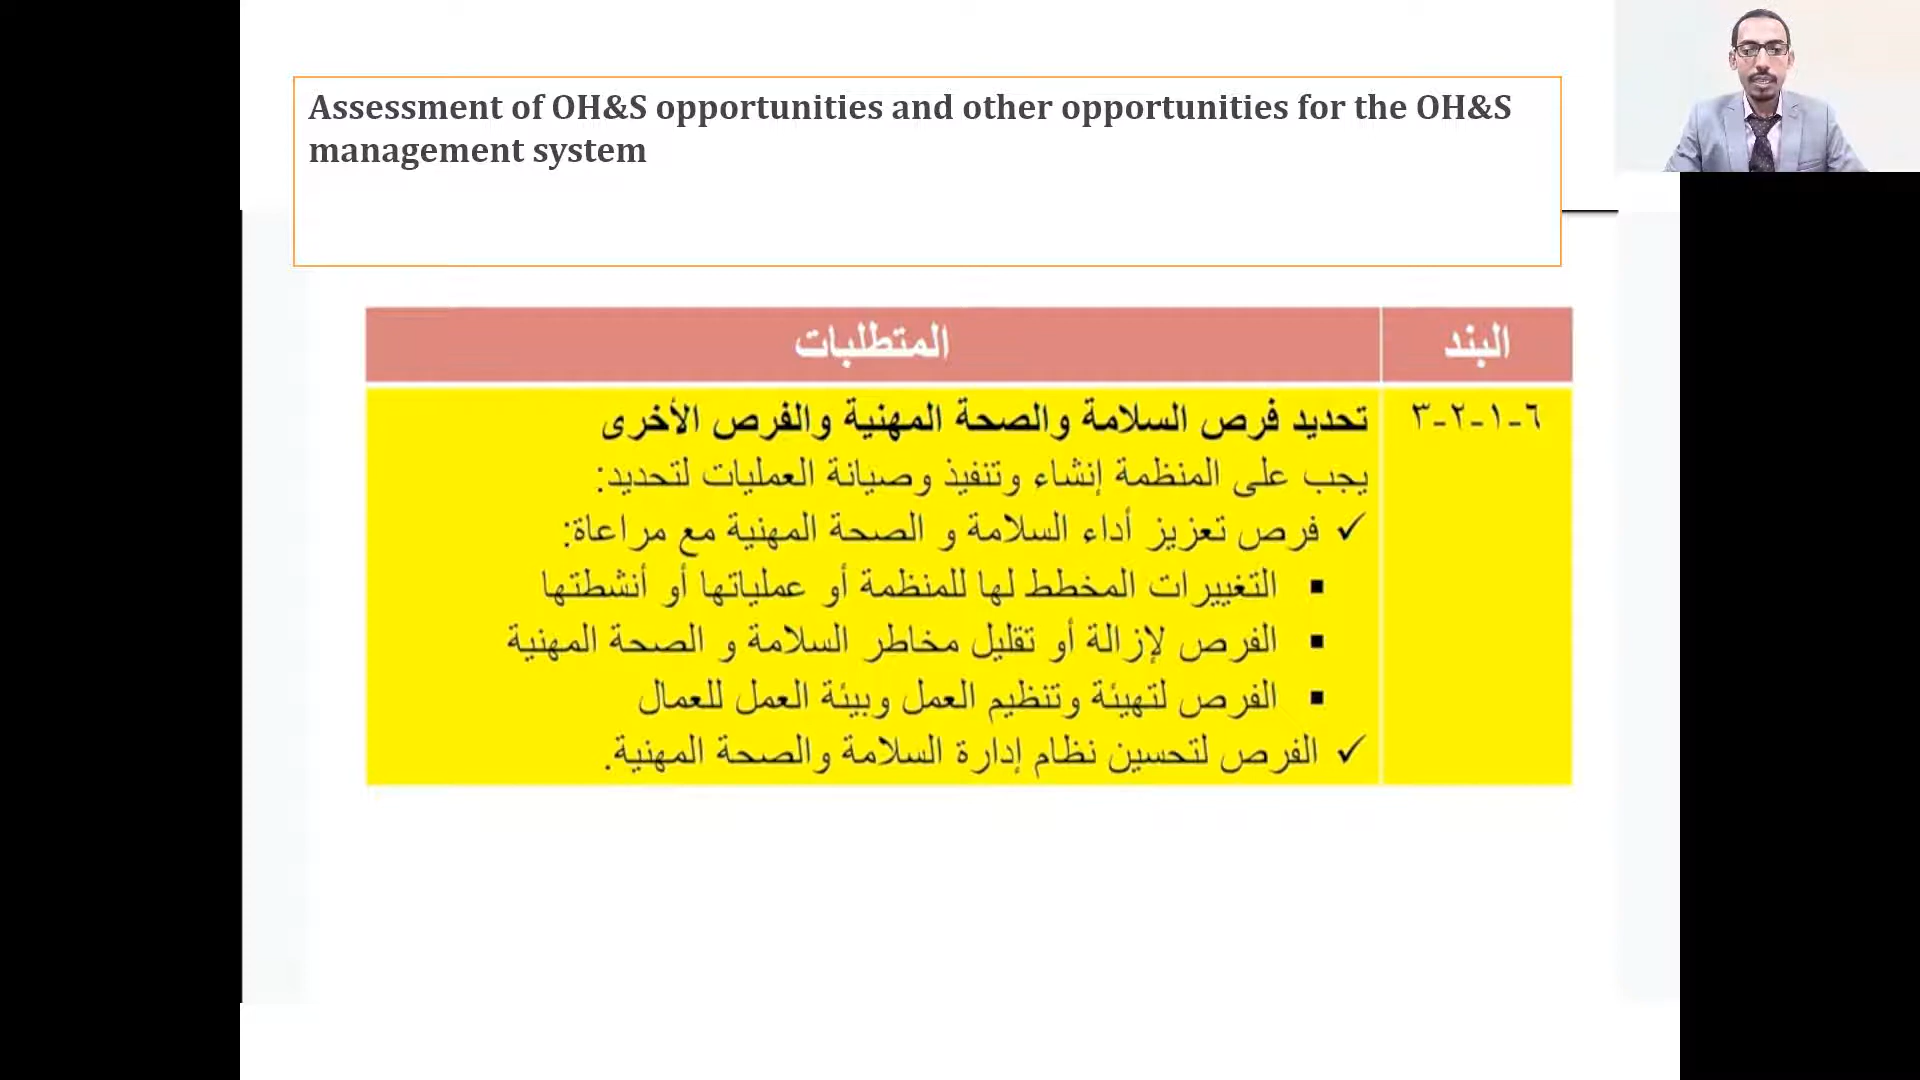 Assessment of OH&S opportunities and other opportunities for the OH&S
management system
البند
المتطلبات
٦-١-٢-٣
تحديد فرص السلامة والصحة المهنية والفرص الأخرى
يجب على المنظمة إنشاء وتنفيذ وصيانة العمليات لتحديد:
✓ فرص تعزيز أداء السلامة و الصحة المهنية مع مراعاة:
▪ التغييرات المخطط لها للمنظمة أو عملياتها أو أنشطتها
▪ الفرص لإزالة أو تقليل مخاطر السلامة و الصحة المهنية
▪ الفرص لتهيئة وتنظيم العمل وبيئة العمل للعمال
✓ الفرص لتحسين نظام إدارة السلامة والصحة المهنية.